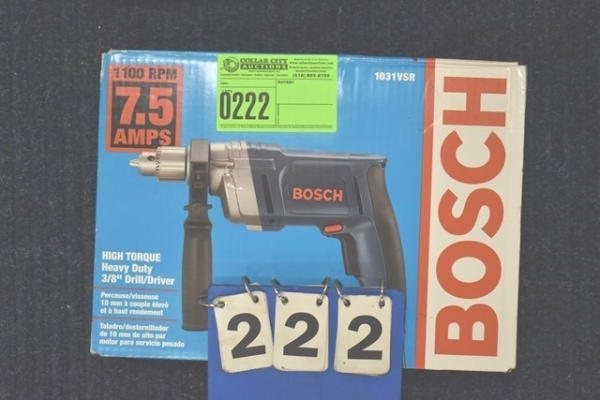 1100 RPM
7.5
AMPS
COLLAR CITY
AUCTIONS
0222
1031VSR
BOSCH
BOSCH
HIGH TORQUE
Heavy Duty
3/8" Drill/Driver
Perceuse/visseuse
10 mm à couple élevé
et à haut rendement
Taladro/destornillador
de 10 mm de alto par
motor para servicio pesado
2 2 2